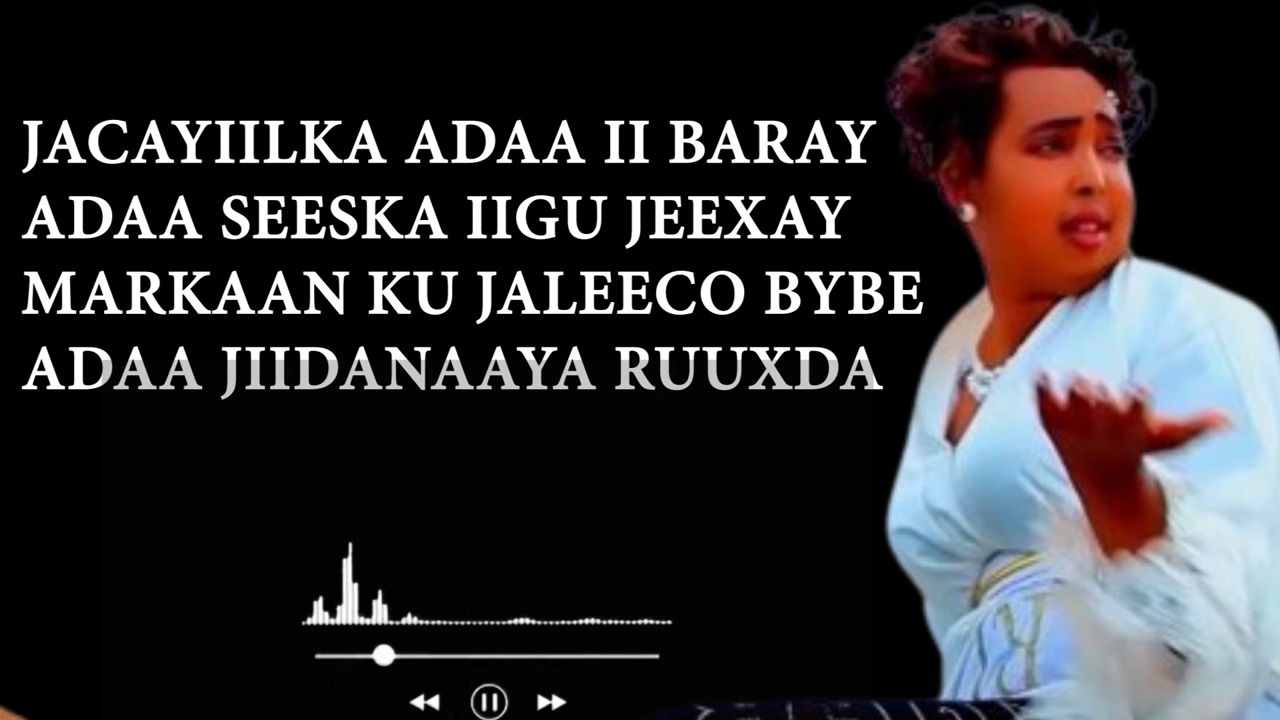 JACAYIILKA ADAA II BARAY
ADAA SEESKA IIGU JEEXAY
MARKAAN KU JALEECO BYBE
ADAA JIIDANAAYA RUUXDA